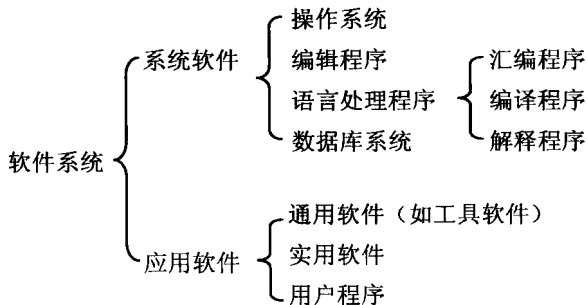 操作系统
系统软件 编辑程序 汇编程序
语言处理程序 编译程序
数据库系统 解释程序
软件系统
通用软件（如工具软件）
应用软件 实用软件
用户程序